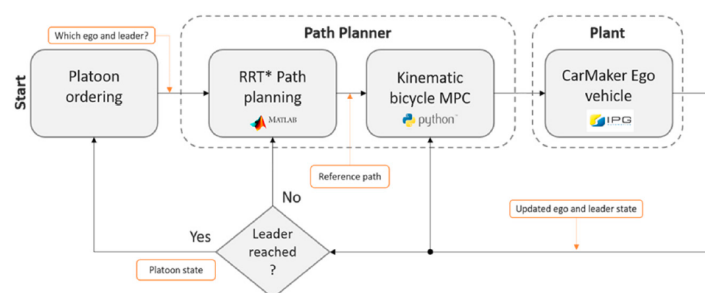 Path Planner
Plant
Which ego and leader?
Start
Platoon
ordering
RRT* Path
planning
MATLAB
Kinematic
bicycle MPC
python™
CarMaker Ego
vehicle
IPG
Reference path
No
Updated ego and leader state
Yes
Leader
reached
?
Platoon state